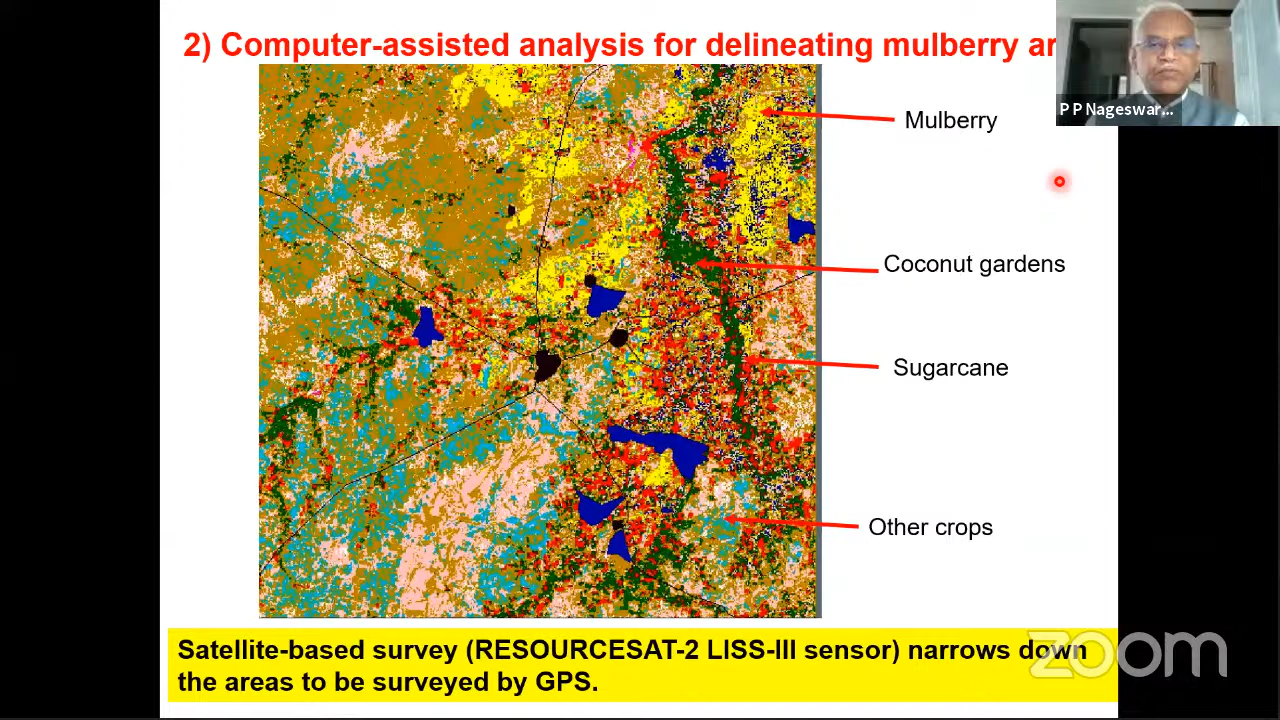 2) Computer-assisted analysis for delineating mulberry ar
P P Nageswar...
Mulberry
Coconut gardens
Sugarcane
Other crops
Satellite-based survey (RESOURCESAT-2 LISS-III sensor) narrows down
the areas to be surveyed by GPS.
zoom